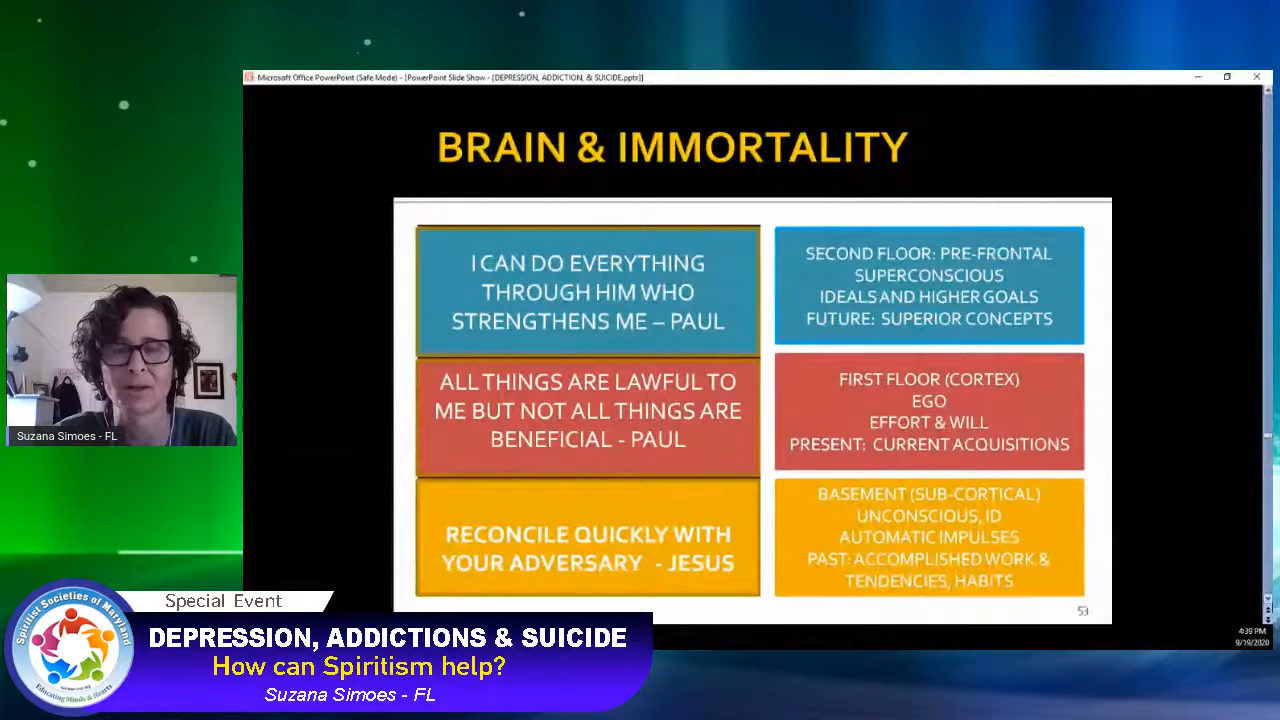 Microsoft Office PowerPoint (Safe Mode) - [PowerPoint Slide Show - [DEPRESSION, ADDICTION, & SUICIDE.pptx]]
BRAIN & IMMORTALITY
I CAN DO EVERYTHING
THROUGH HIM WHO
STRENGTHENS ME – PAUL
SECOND FLOOR: PRE-FRONTAL
SUPERCONSCIOUS
IDEALS AND HIGHER GOALS
FUTURE: SUPERIOR CONCEPTS
ALL THINGS ARE LAWFUL TO
ME BUT NOT ALL THINGS ARE
BENEFICIAL - PAUL
FIRST FLOOR (CORTEX)
EGO
EFFORT & WILL
PRESENT: CURRENT ACQUISITIONS
RECONCILE QUICKLY WITH
YOUR ADVERSARY - JESUS
BASEMENT (SUB-CORTICAL)
UNCONSCIOUS, ID
AUTOMATIC IMPULSES
PAST: ACCOMPLISHED WORK &
TENDENCIES, HABITS
53
4:39 PM
9/19/2020
Suzana Simoes - FL
Spiritist Societies of Maryland
Educating Minds & Hearts
Special Event
DEPRESSION, ADDICTIONS & SUICIDE
How can Spiritism help?
Suzana Simoes - FL